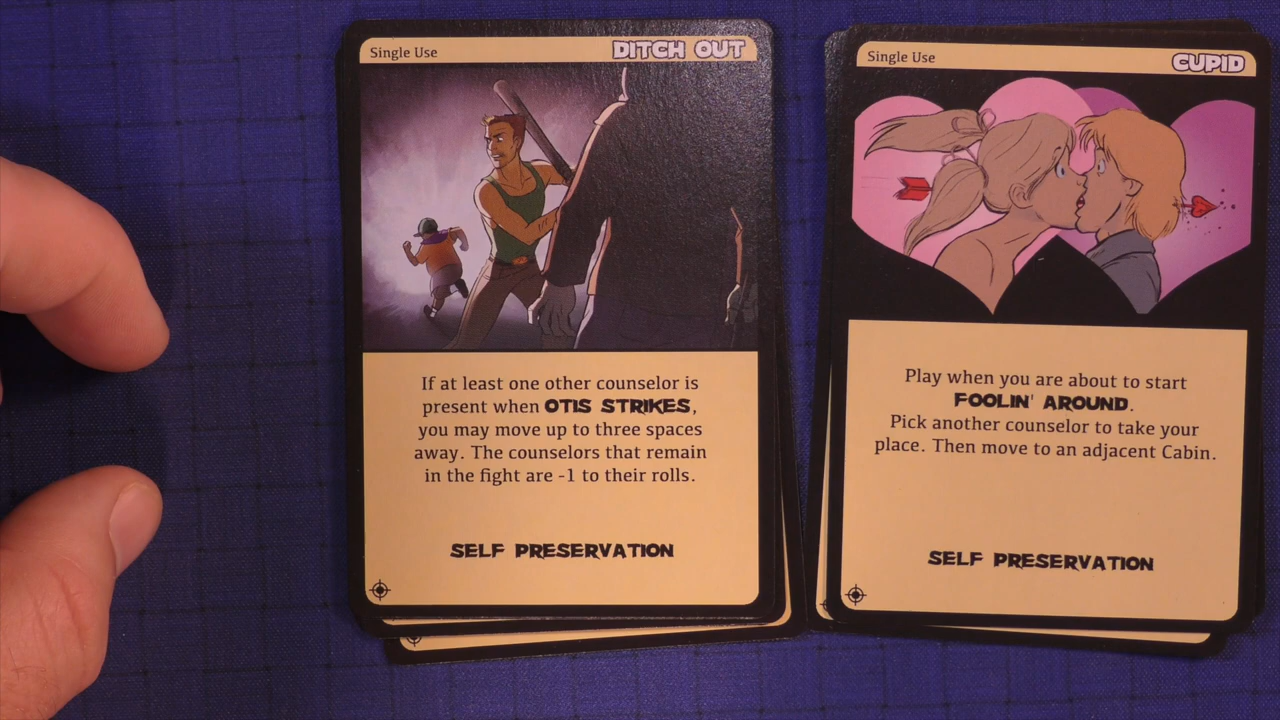 Single Use
DITCH OUT
If at least one other counselor is
present when OTIS STRIKES,
you may move up to three spaces
away. The counselors that remain
in the fight are -1 to their rolls.
SELF PRESERVATION
Single Use
CUPID
Play when you are about to start
FOOLIN' AROUND.
Pick another counselor to take your
place. Then move to an adjacent Cabin.
SELF PRESERVATION